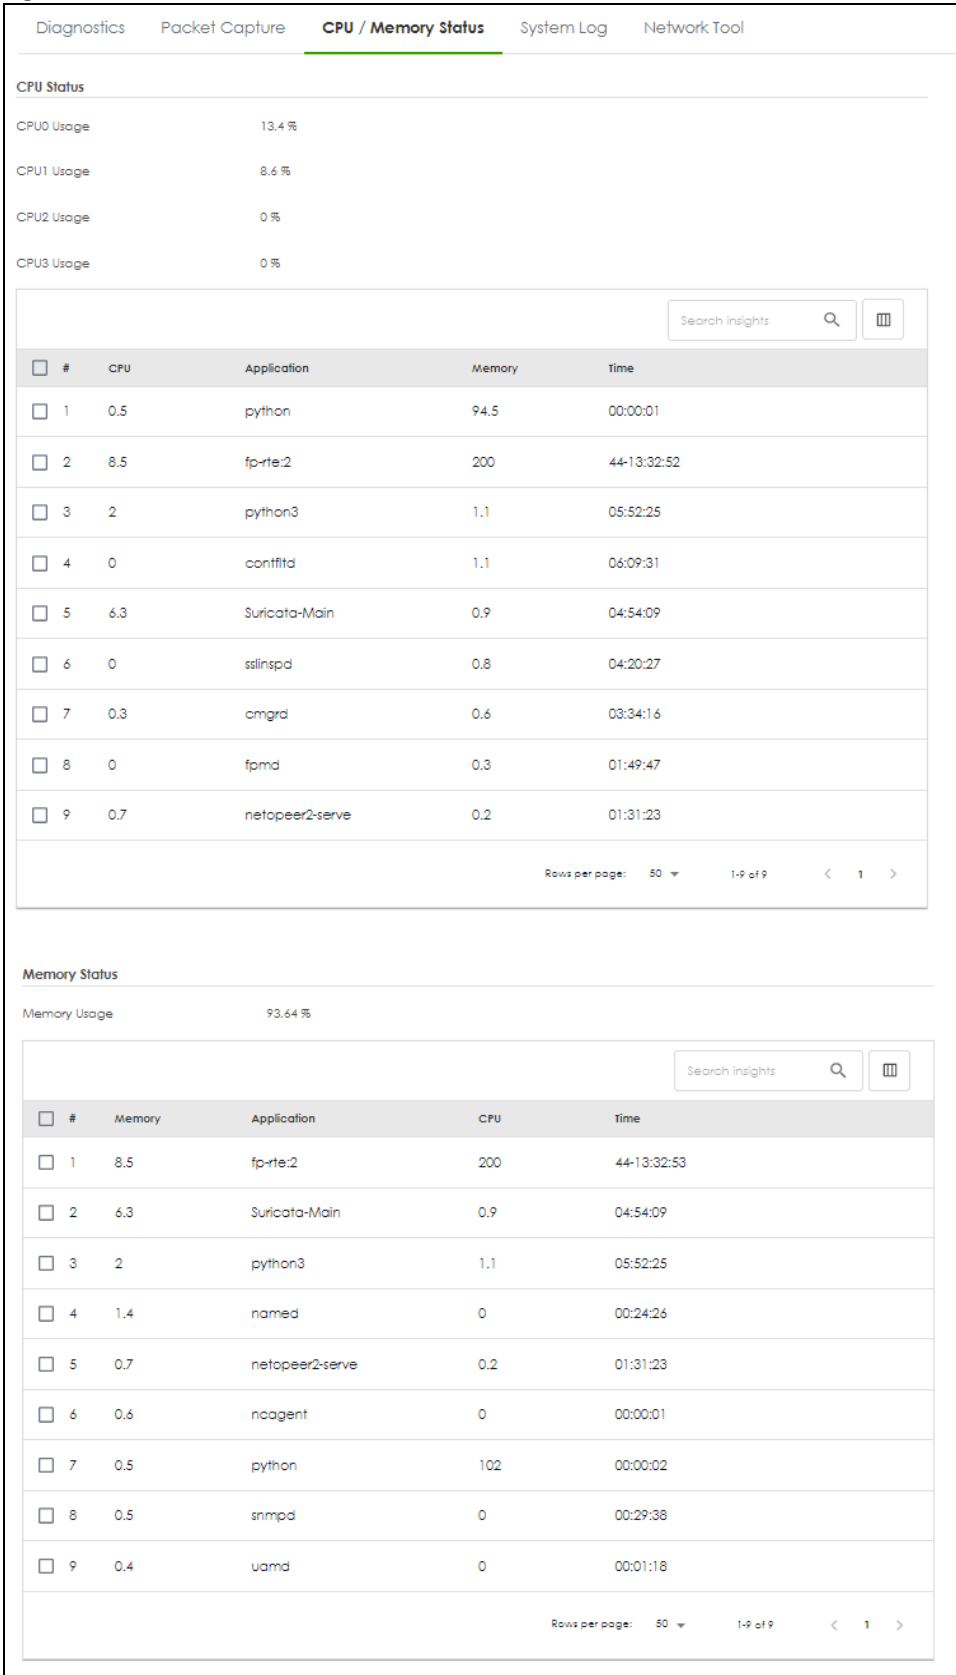 Diagnostics Packet Capture CPU / Memory Status System Log Network Tool
CPU Status
CPU0 Usage 13.4 %
CPU1 Usage 8.6 %
CPU2 Usage 0 %
CPU3 Usage 0 %
Search insights
# CPU Application Memory Time
1 0.5 python 94.5 00:00:01
2 8.5 fp-rte:2 200 44-13:32:52
3 2 python3 1.1 05:52:25
4 0 contfltd 1.1 06:09:31
5 6.3 Suricata-Main 0.9 04:54:09
6 0 sslinspd 0.8 04:20:27
7 0.3 cmgrd 0.6 03:34:16
8 0 fpmd 0.3 01:49:47
9 0.7 netopeer2-serve 0.2 01:31:23
Rows per page: 50 1-9 of 9 < 1 >
Memory Status
Memory Usage 93.64 %
Search insights
# Memory Application CPU Time
1 8.5 fp-rte:2 200 44-13:32:53
2 6.3 Suricata-Main 0.9 04:54:09
3 2 python3 1.1 05:52:25
4 1.4 named 0 00:24:26
5 0.7 netopeer2-serve 0.2 01:31:23
6 0.6 ncagent 0 00:00:01
7 0.5 python 102 00:00:02
8 0.5 snmpd 0 00:29:38
9 0.4 uamd 0 00:01:18
Rows per page: 50 1-9 of 9 < 1 >